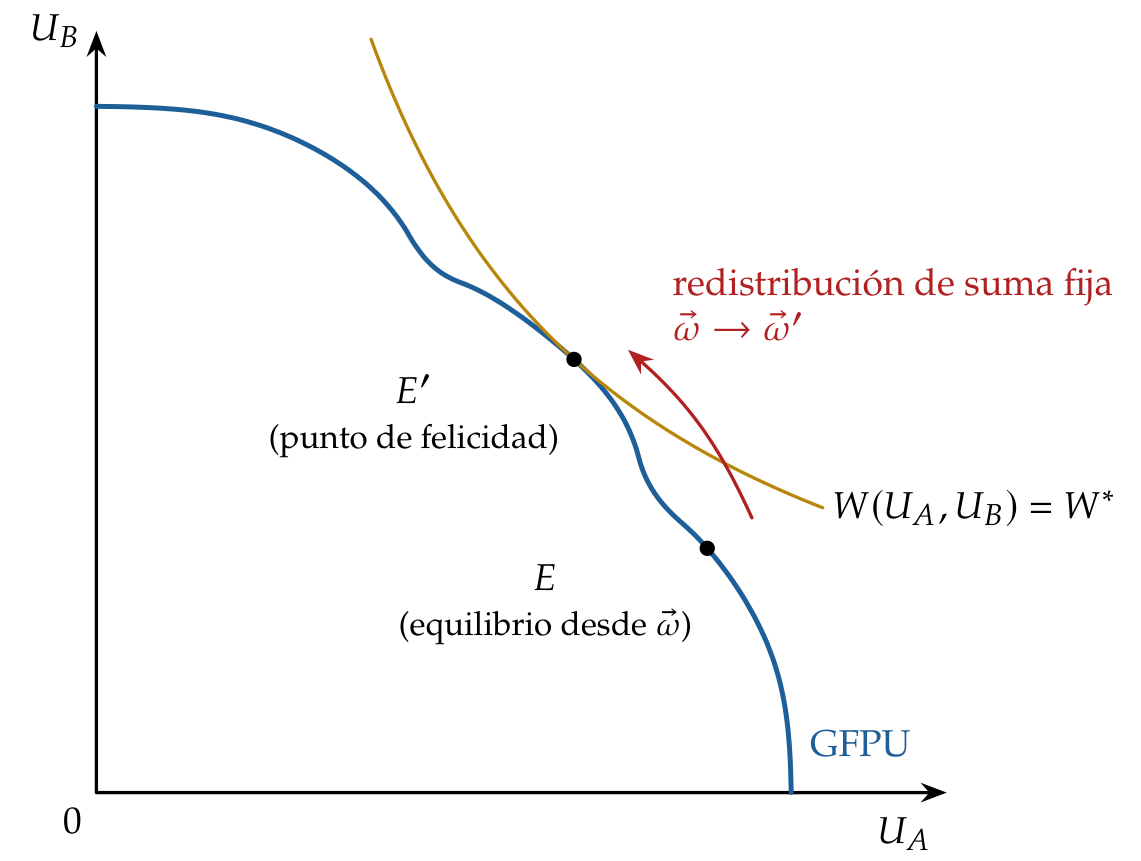 U_B
redistribución de suma fija
ω⃗ → ω⃗ ′
E′
(punto de felicidad)
W(U_A, U_B) = W*
E
(equilibrio desde ω⃗)
GFPU
0
U_A